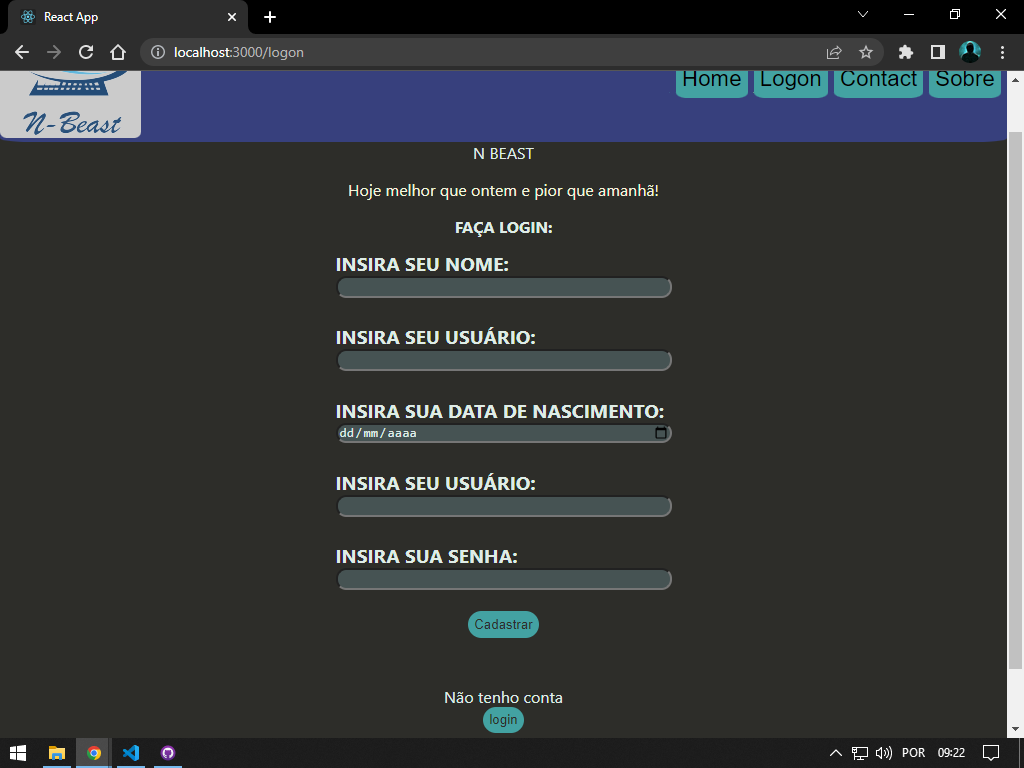 React App
localhost:3000/logon
N-Beast
Home Logon Contact Sobre
N BEAST
Hoje melhor que ontem e pior que amanhã!
FAÇA LOGIN:
INSIRA SEU NOME:
INSIRA SEU USUÁRIO:
INSIRA SUA DATA DE NASCIMENTO:
dd/mm/aaaa
INSIRA SEU USUÁRIO:
INSIRA SUA SENHA:
Cadastrar
Não tenho conta
login
POR 09:22